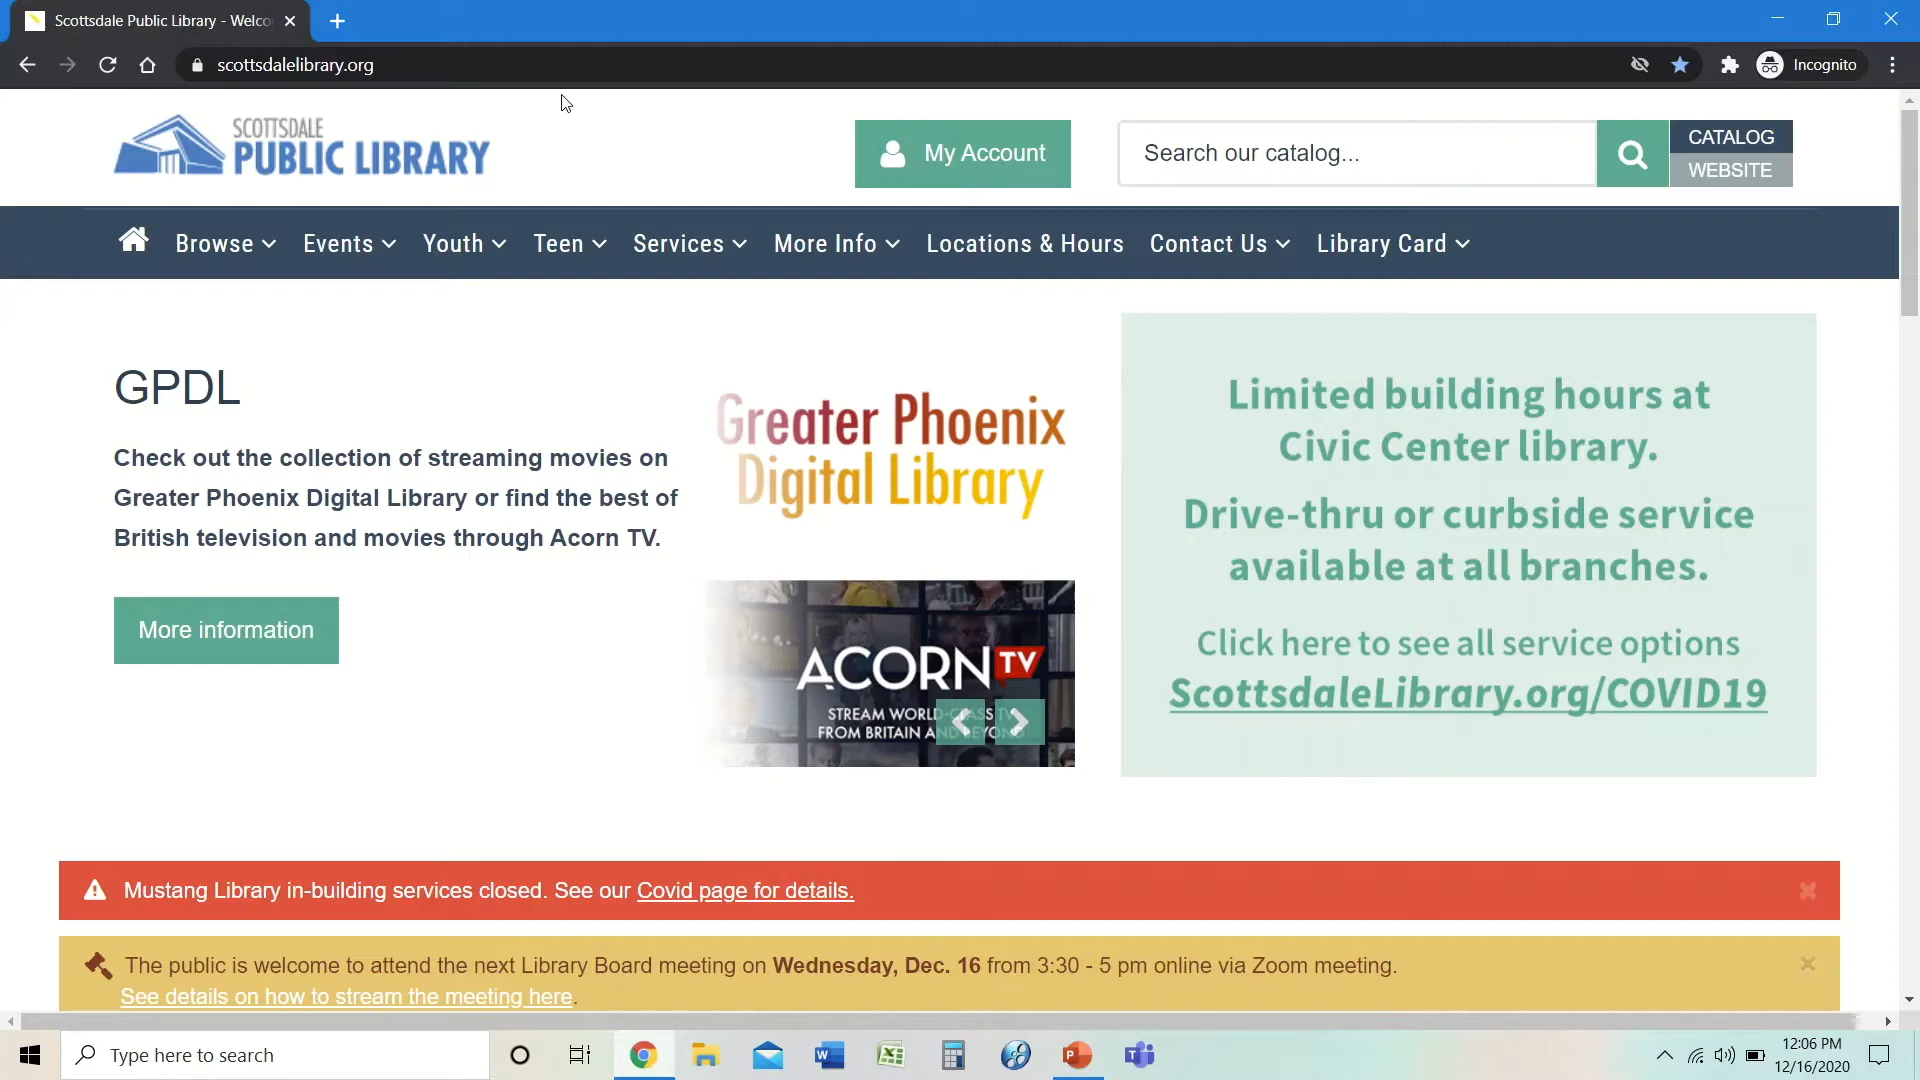 Scottsdale Public Library - Welco
scottsdalelibrary.org
Incognito
SCOTTSDALE
PUBLIC LIBRARY
My Account
Search our catalog...
CATALOG
WEBSITE
Browse
Events
Youth
Teen
Services
More Info
Locations & Hours
Contact Us
Library Card
GPDL
Check out the collection of streaming movies on
Greater Phoenix Digital Library or find the best of
British television and movies through Acorn TV.
More information
Greater Phoenix
Digital Library
ACORN TV
STREAM WORLD-CLASS TV
FROM BRITAIN AND BEYOND
Limited building hours at
Civic Center library.
Drive-thru or curbside service
available at all branches.
Click here to see all service options
ScottsdaleLibrary.org/COVID19
Mustang Library in-building services closed. See our Covid page for details.
The public is welcome to attend the next Library Board meeting on Wednesday, Dec. 16 from 3:30 - 5 pm online via Zoom meeting.
See details on how to stream the meeting here.
Type here to search
12:06 PM
12/16/2020